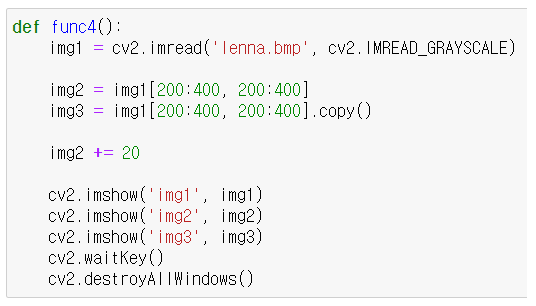 def func4():
    img1 = cv2.imread('lenna.bmp', cv2.IMREAD_GRAYSCALE)
    img2 = img1[200:400, 200:400]
    img3 = img1[200:400, 200:400].copy()
    img2 += 20
    cv2.imshow('img1', img1)
    cv2.imshow('img2', img2)
    cv2.imshow('img3', img3)
    cv2.waitKey()
    cv2.destroyAllWindows()